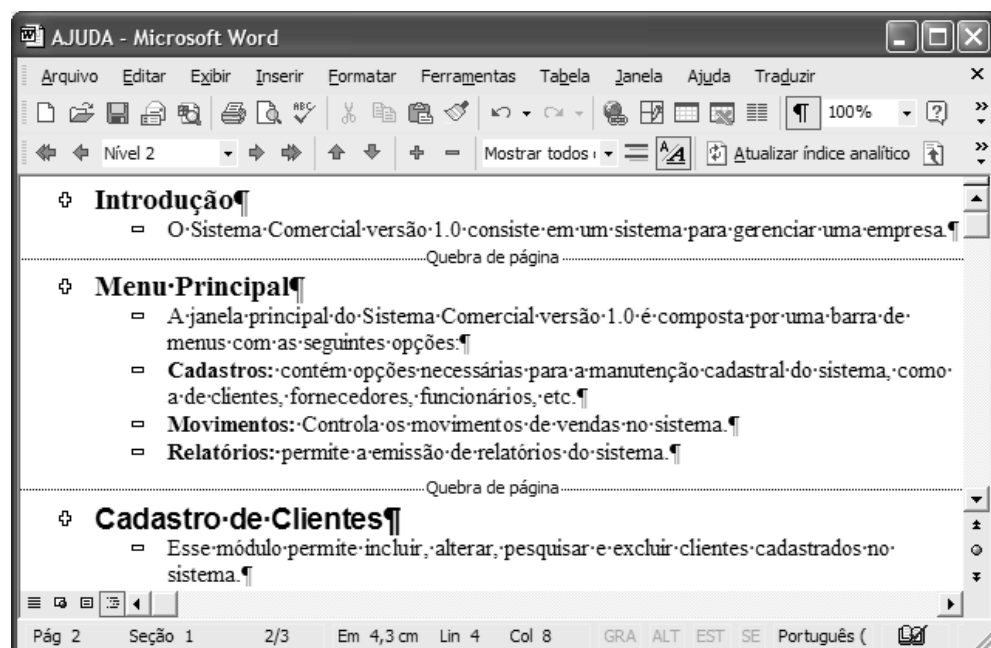 AJUDA - Microsoft Word
Arquivo Editar Exibir Inserir Formatar Ferramentas Tabela Janela Ajuda Traduzir
ABC ¶ 100%
Nível 2 Mostrar todos Atualizar índice analítico
Introdução¶
O·Sistema·Comercial·versão·1.0·consiste·em·um·sistema·para·gerenciar·uma·empresa.¶
Quebra de página
Menu·Principal¶
A·janela·principal·do·Sistema·Comercial·versão·1.0·é·composta·por·uma·barra·de·
menus·com·as·seguintes·opções:¶
Cadastros:·contém·opções·necessárias·para·a·manutenção·cadastral·do·sistema,·como·
a·de·clientes,·fornecedores,·funcionários,·etc.¶
Movimentos:·Controla·os·movimentos·de·vendas·no·sistema.¶
Relatórios:·permite·a·emissão·de·relatórios·do·sistema.¶
Quebra de página
Cadastro·de·Clientes¶
Esse·módulo·permite·incluir,·alterar,·pesquisar·e·excluir·clientes·cadastrados·no·
sistema.¶
Pág 2 Seção 1 2/3 Em 4,3 cm Lin 4 Col 8 GRA ALT EST SE Português (